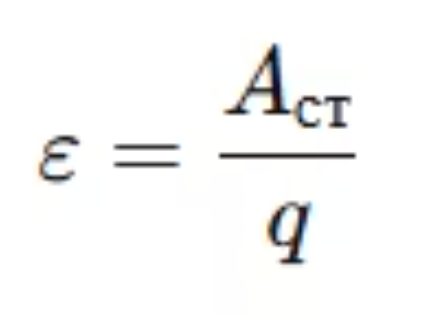 ε = Aст / q